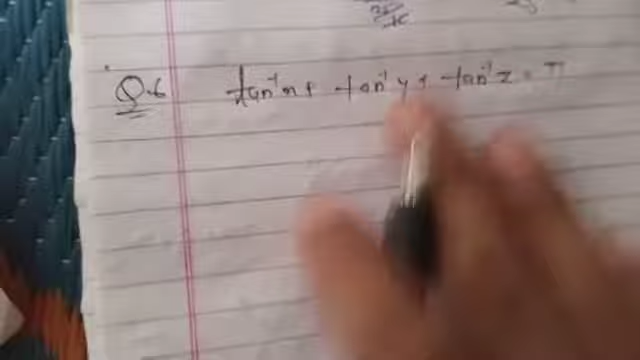 Q.6 tan⁻¹x + tan⁻¹y + tan⁻¹z = π